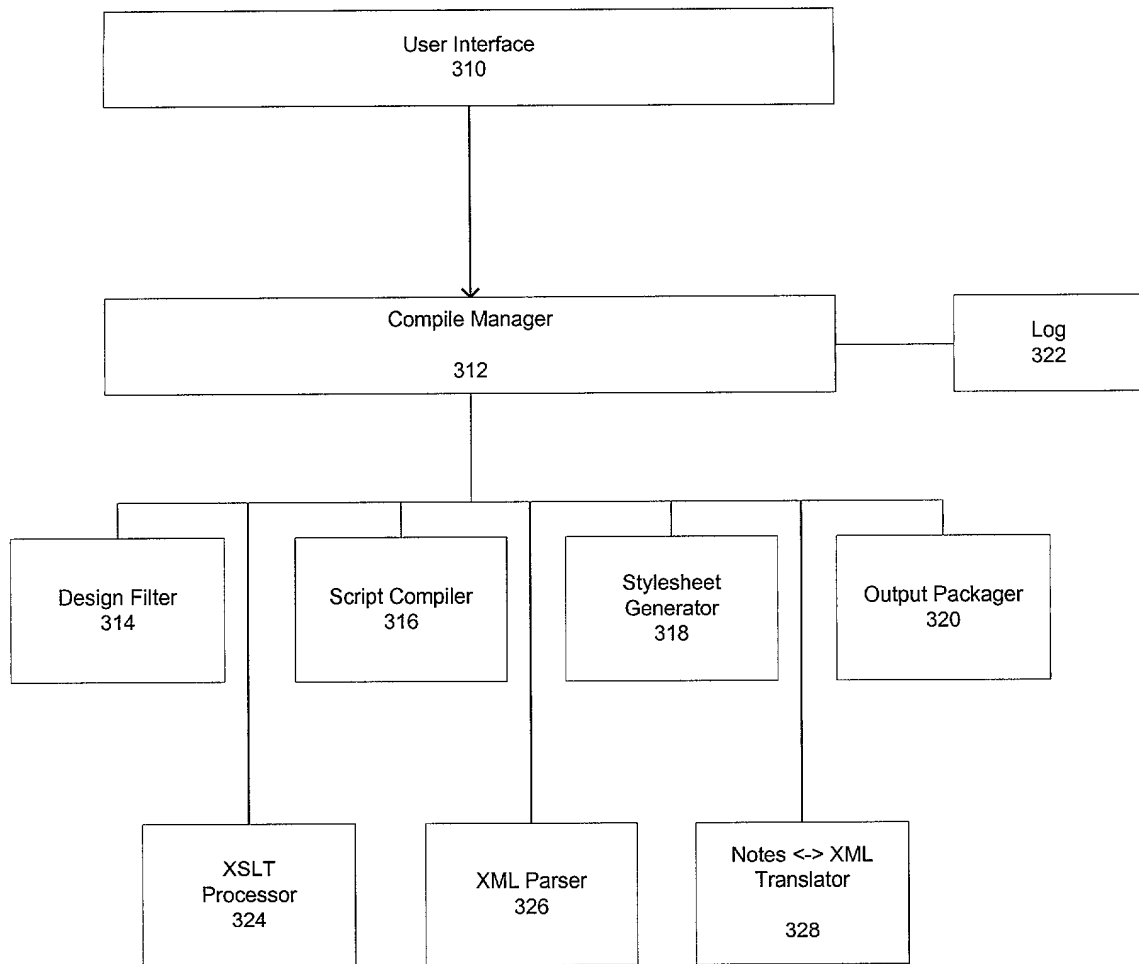 User Interface
310
Compile Manager
312
Log
322
Design Filter
314
Script Compiler
316
Stylesheet
Generator
318
Output Packager
320
XSLT
Processor
324
XML Parser
326
Notes <-> XML
Translator
328